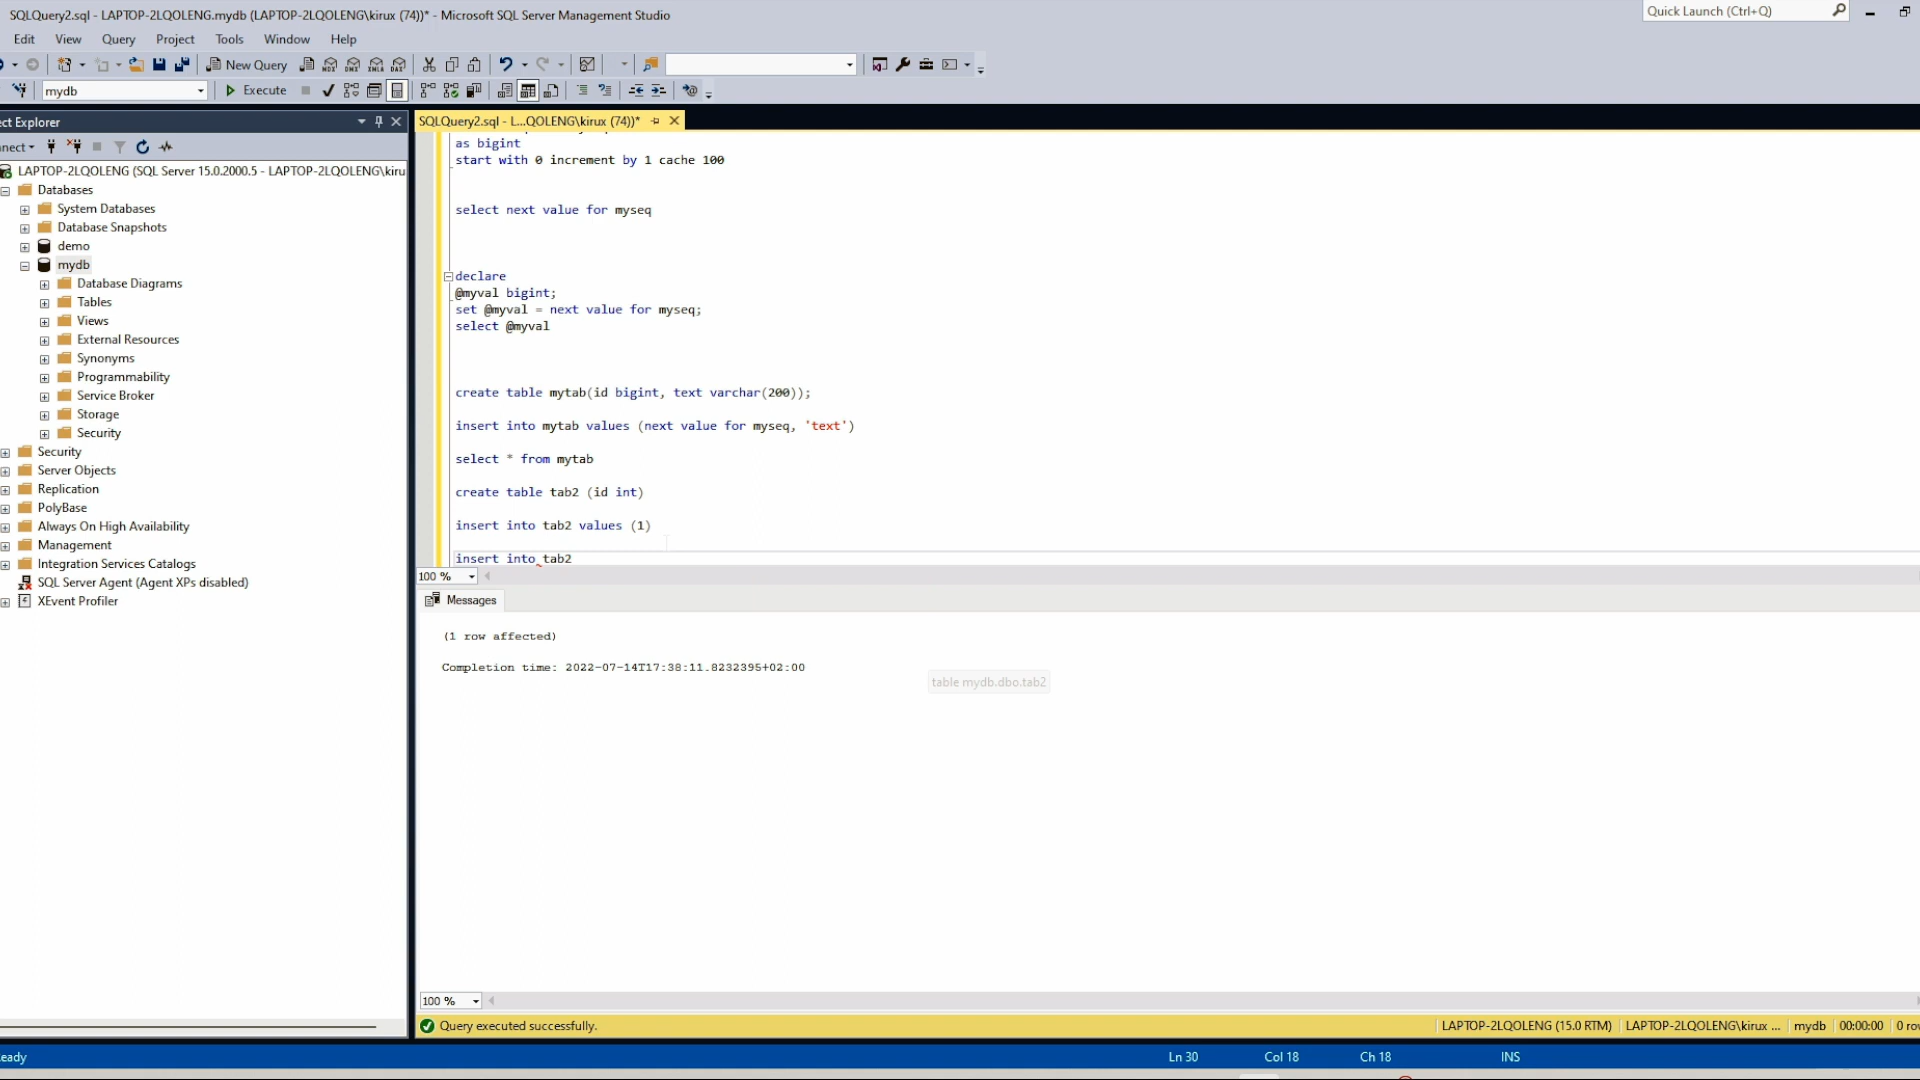 SQLQuery2.sql - LAPTOP-2LQOLENG.mydb (LAPTOP-2LQOLENG\kirux (74))* - Microsoft SQL Server Management Studio
Quick Launch (Ctrl+Q)
Edit View Query Project Tools Window Help
New Query
mydb
Execute
ct Explorer
SQLQuery2.sql - L...QOLENG\kirux (74))*
nect
LAPTOP-2LQOLENG (SQL Server 15.0.2000.5 - LAPTOP-2LQOLENG\kiru
Databases
System Databases
Database Snapshots
demo
mydb
Database Diagrams
Tables
Views
External Resources
Synonyms
Programmability
Service Broker
Storage
Security
Security
Server Objects
Replication
PolyBase
Always On High Availability
Management
Integration Services Catalogs
SQL Server Agent (Agent XPs disabled)
XEvent Profiler
as bigint
start with 0 increment by 1 cache 100
select next value for myseq
declare
@myval bigint;
set @myval = next value for myseq;
select @myval
create table mytab(id bigint, text varchar(200));
insert into mytab values (next value for myseq, 'text')
select * from mytab
create table tab2 (id int)
insert into tab2 values (1)
insert into tab2
100 %
Messages
(1 row affected)
Completion time: 2022-07-14T17:38:11.8232395+02:00
table mydb.dbo.tab2
100 %
Query executed successfully.
LAPTOP-2LQOLENG (15.0 RTM) LAPTOP-2LQOLENG\kirux ... mydb 00:00:00 0 ro
eady
Ln 30 Col 18 Ch 18 INS